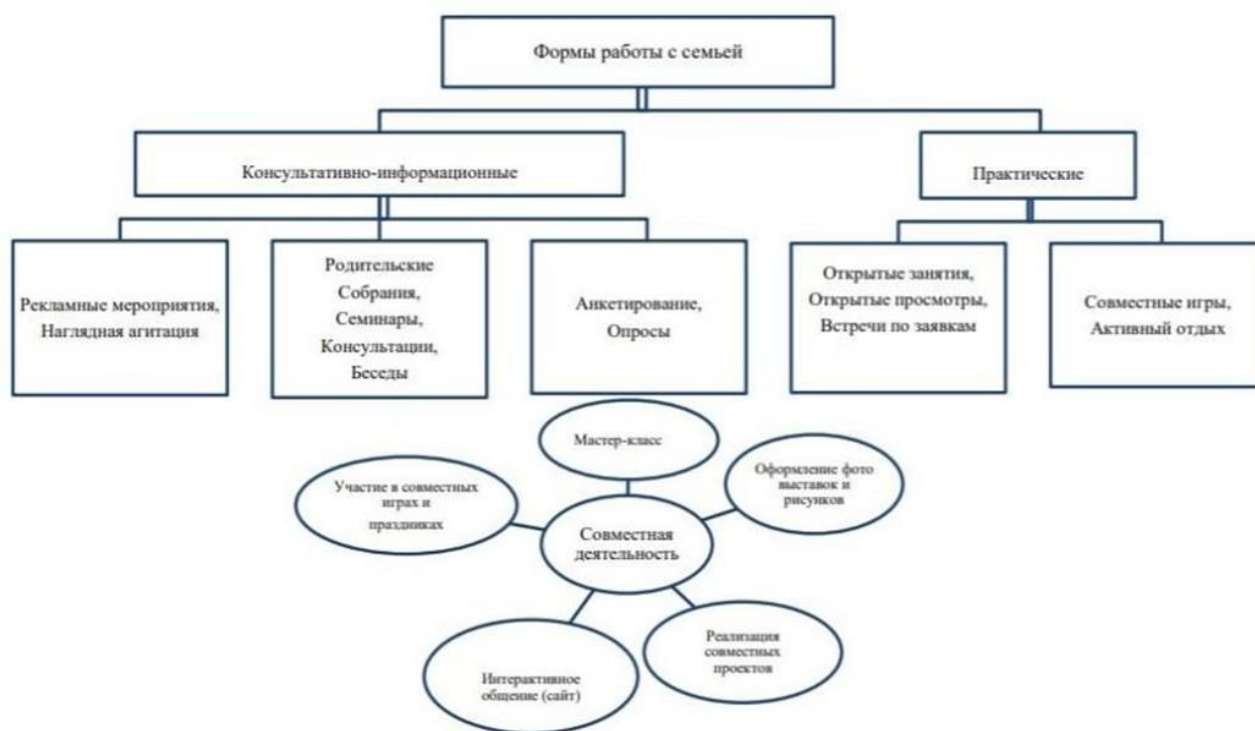 Формы работы с семьей
Консультативно-информационные
Практические
Рекламные мероприятия,
Наглядная агитация
Родительские
Собрания,
Семинары,
Консультации,
Беседы
Анкетирование,
Опросы
Открытые занятия,
Открытые просмотры,
Встречи по заявкам
Совместные игры,
Активный отдых
Мастер-класс
Участие в совместных
играх и
праздниках
Оформление фото
выставок и
рисунков
Совместная
деятельность
Интерактивное
общение (сайт)
Реализация
совместных
проектов